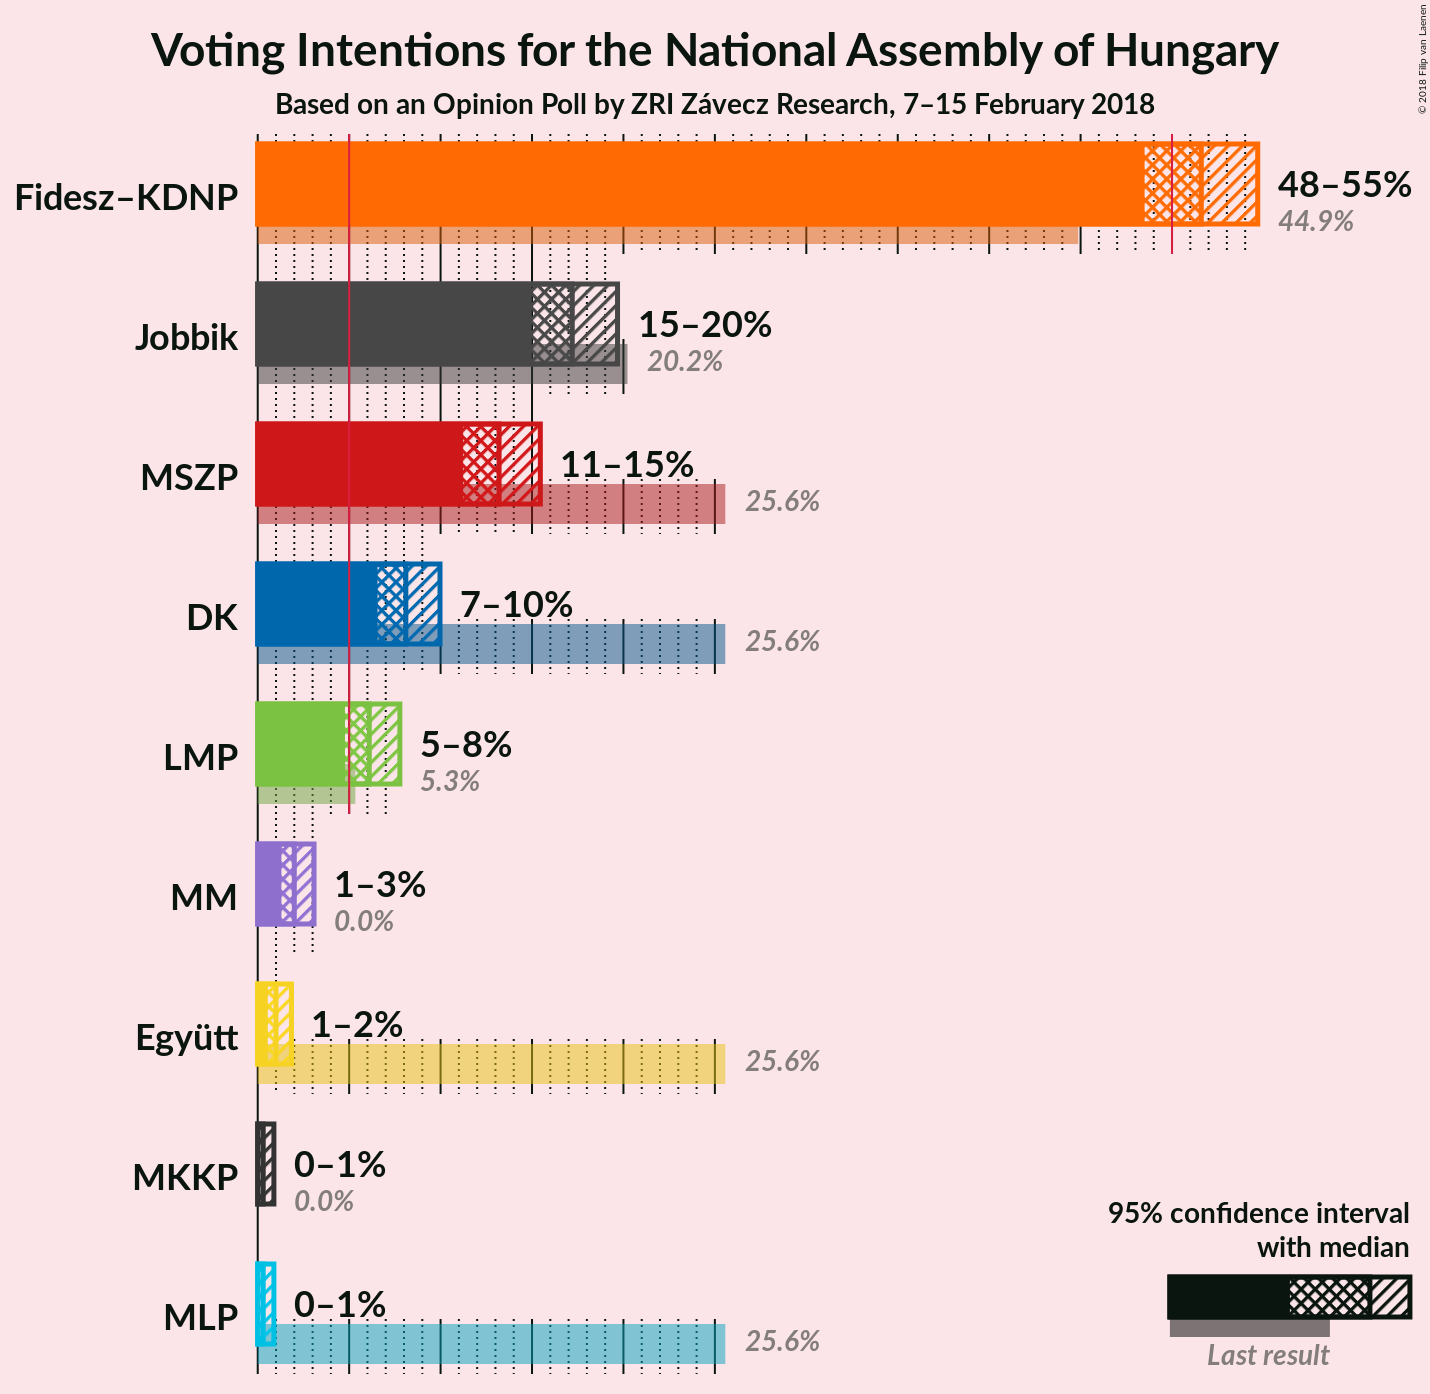 Voting Intentions for the National Assembly of Hungary
Based on an Opinion Poll by ZRI Závecz Research, 7–15 February 2018
© 2018 Filip van Laenen
Fidesz–KDNP
48–55%
44.9%
Jobbik
15–20%
20.2%
MSZP
11–15%
25.6%
DK
7–10%
25.6%
LMP
5–8%
5.3%
MM
1–3%
0.0%
Együtt
1–2%
25.6%
MKKP
0–1%
0.0%
MLP
0–1%
25.6%
95% confidence interval
with median
Last result